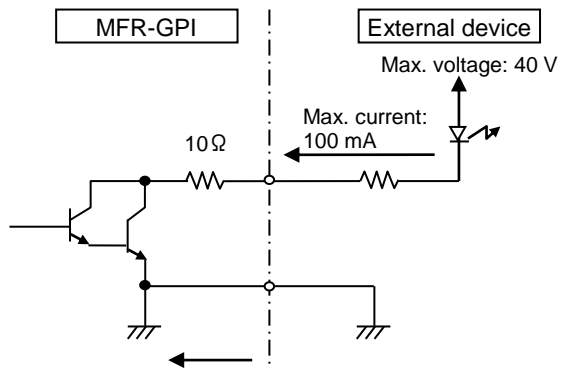 MFR-GPI
External device
Max. voltage: 40 V
Max. current:
100 mA
10Ω